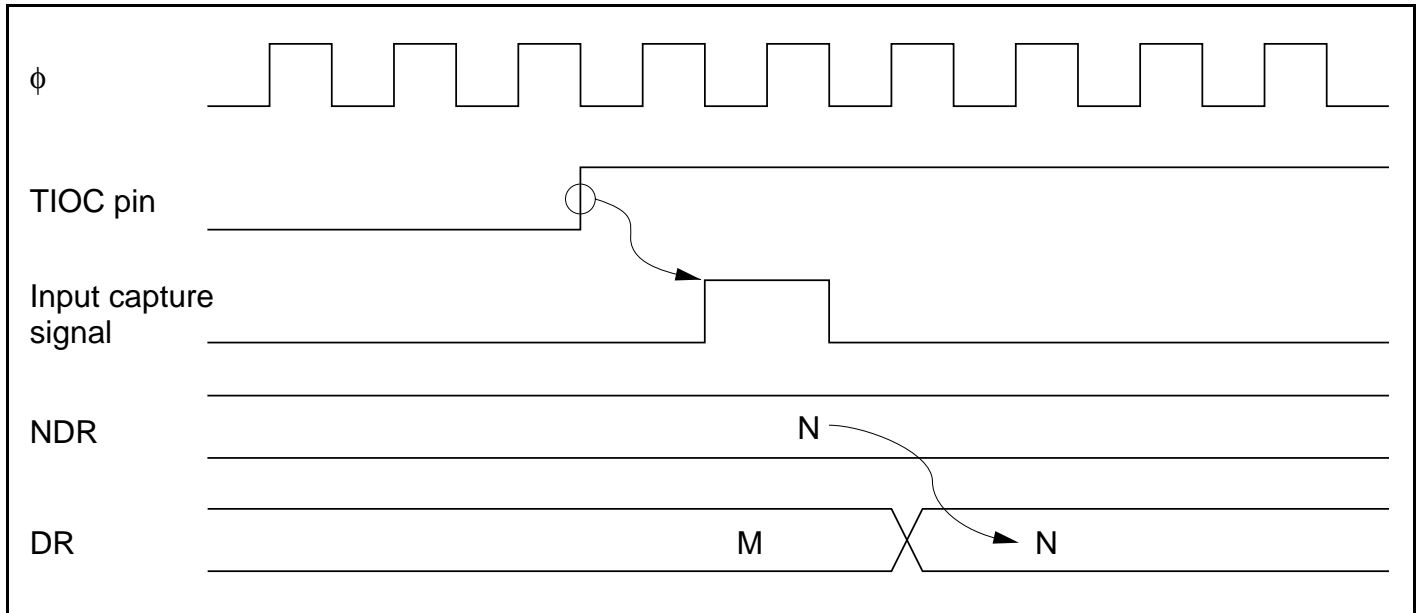 ϕ
TIOC pin
Input capture
signal
NDR
N
DR
M
N